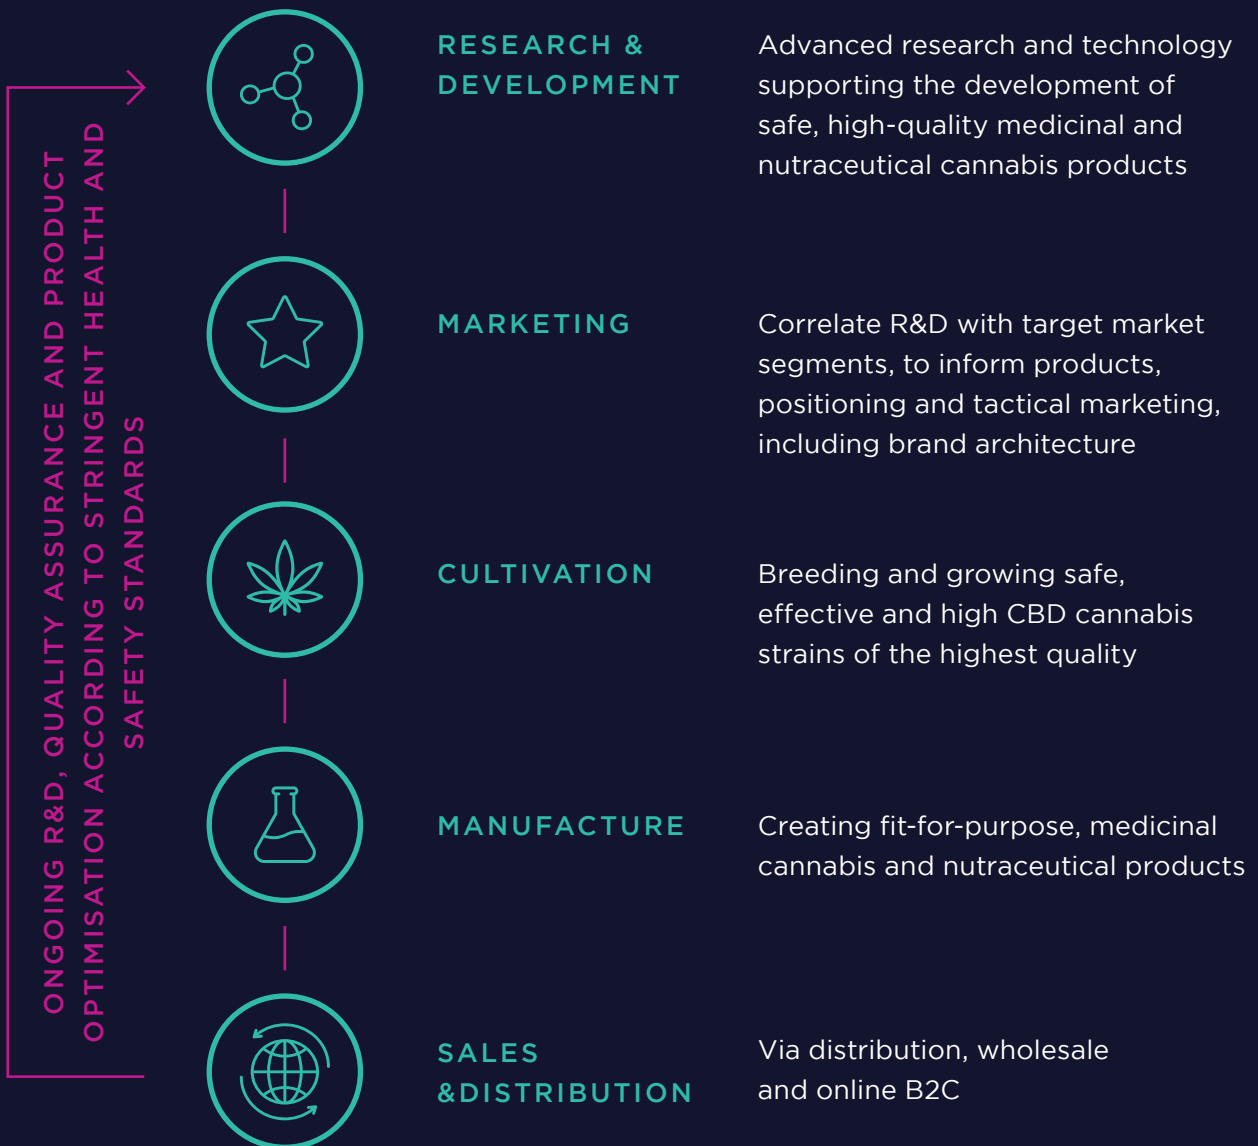 ONGOING R&D, QUALITY ASSURANCE AND PRODUCT
OPTIMISATION ACCORDING TO STRINGENT HEALTH AND
SAFETY STANDARDS
RESEARCH &
DEVELOPMENT
Advanced research and technology
supporting the development of
safe, high-quality medicinal and
nutraceutical cannabis products
MARKETING
Correlate R&D with target market
segments, to inform products,
positioning and tactical marketing,
including brand architecture
CULTIVATION
Breeding and growing safe,
effective and high CBD cannabis
strains of the highest quality
MANUFACTURE
Creating fit-for-purpose, medicinal
cannabis and nutraceutical products
SALES
&DISTRIBUTION
Via distribution, wholesale
and online B2C